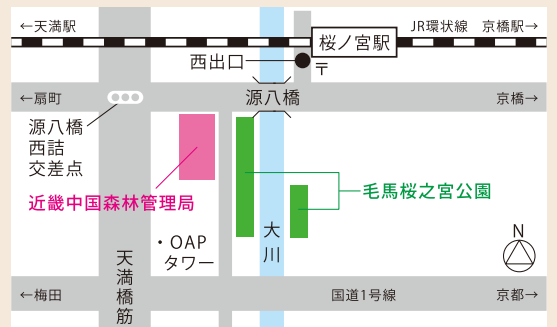 ←天満駅
JR環状線 京橋駅→
桜ノ宮駅
西出口
〒
←扇町
源八橋
京橋→
源八橋
西詰
交差点
近畿中国森林管理局
毛馬桜之宮公園
大川
・OAP
タワー
N
天満橋筋
←梅田
国道1号線
京都→